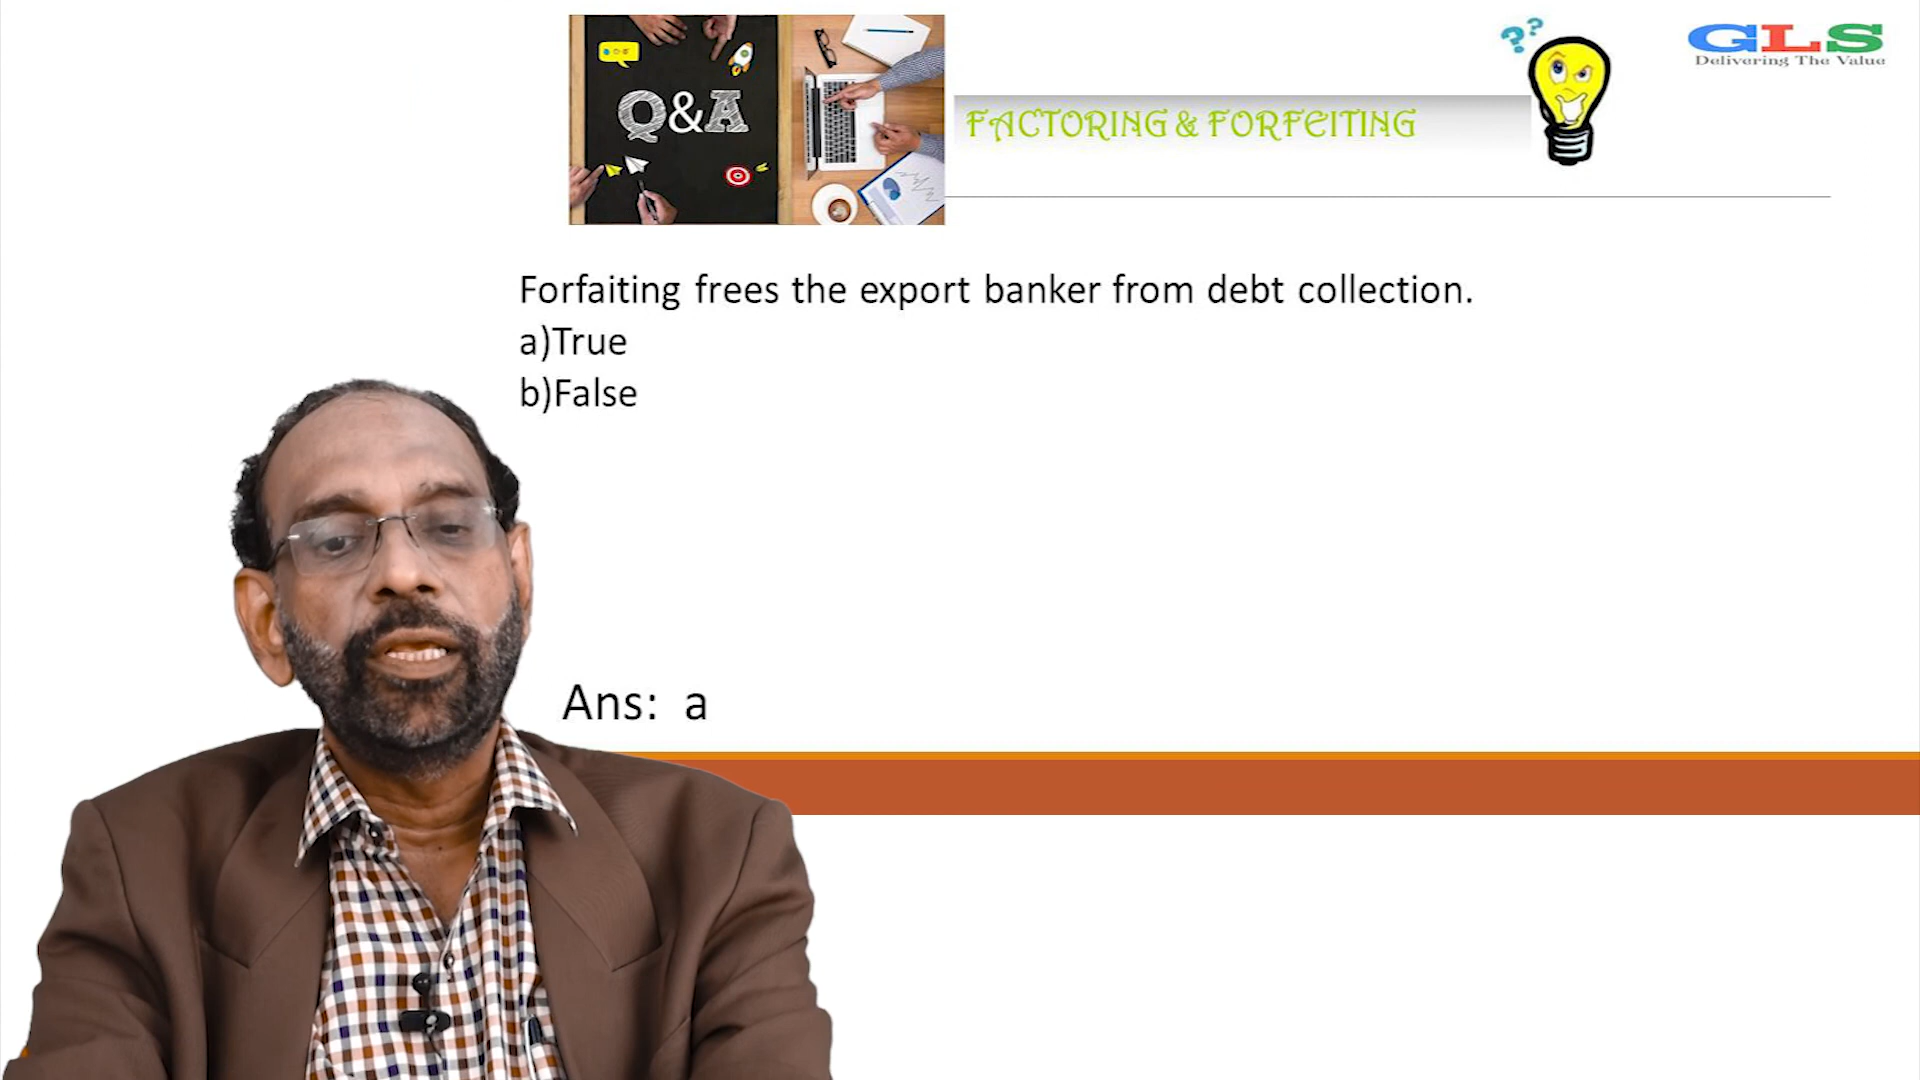 Q&A
FACTORING & FORFEITING
??
GLS
Delivering The Value
Forfaiting frees the export banker from debt collection.
a)True
b)False
Ans: a